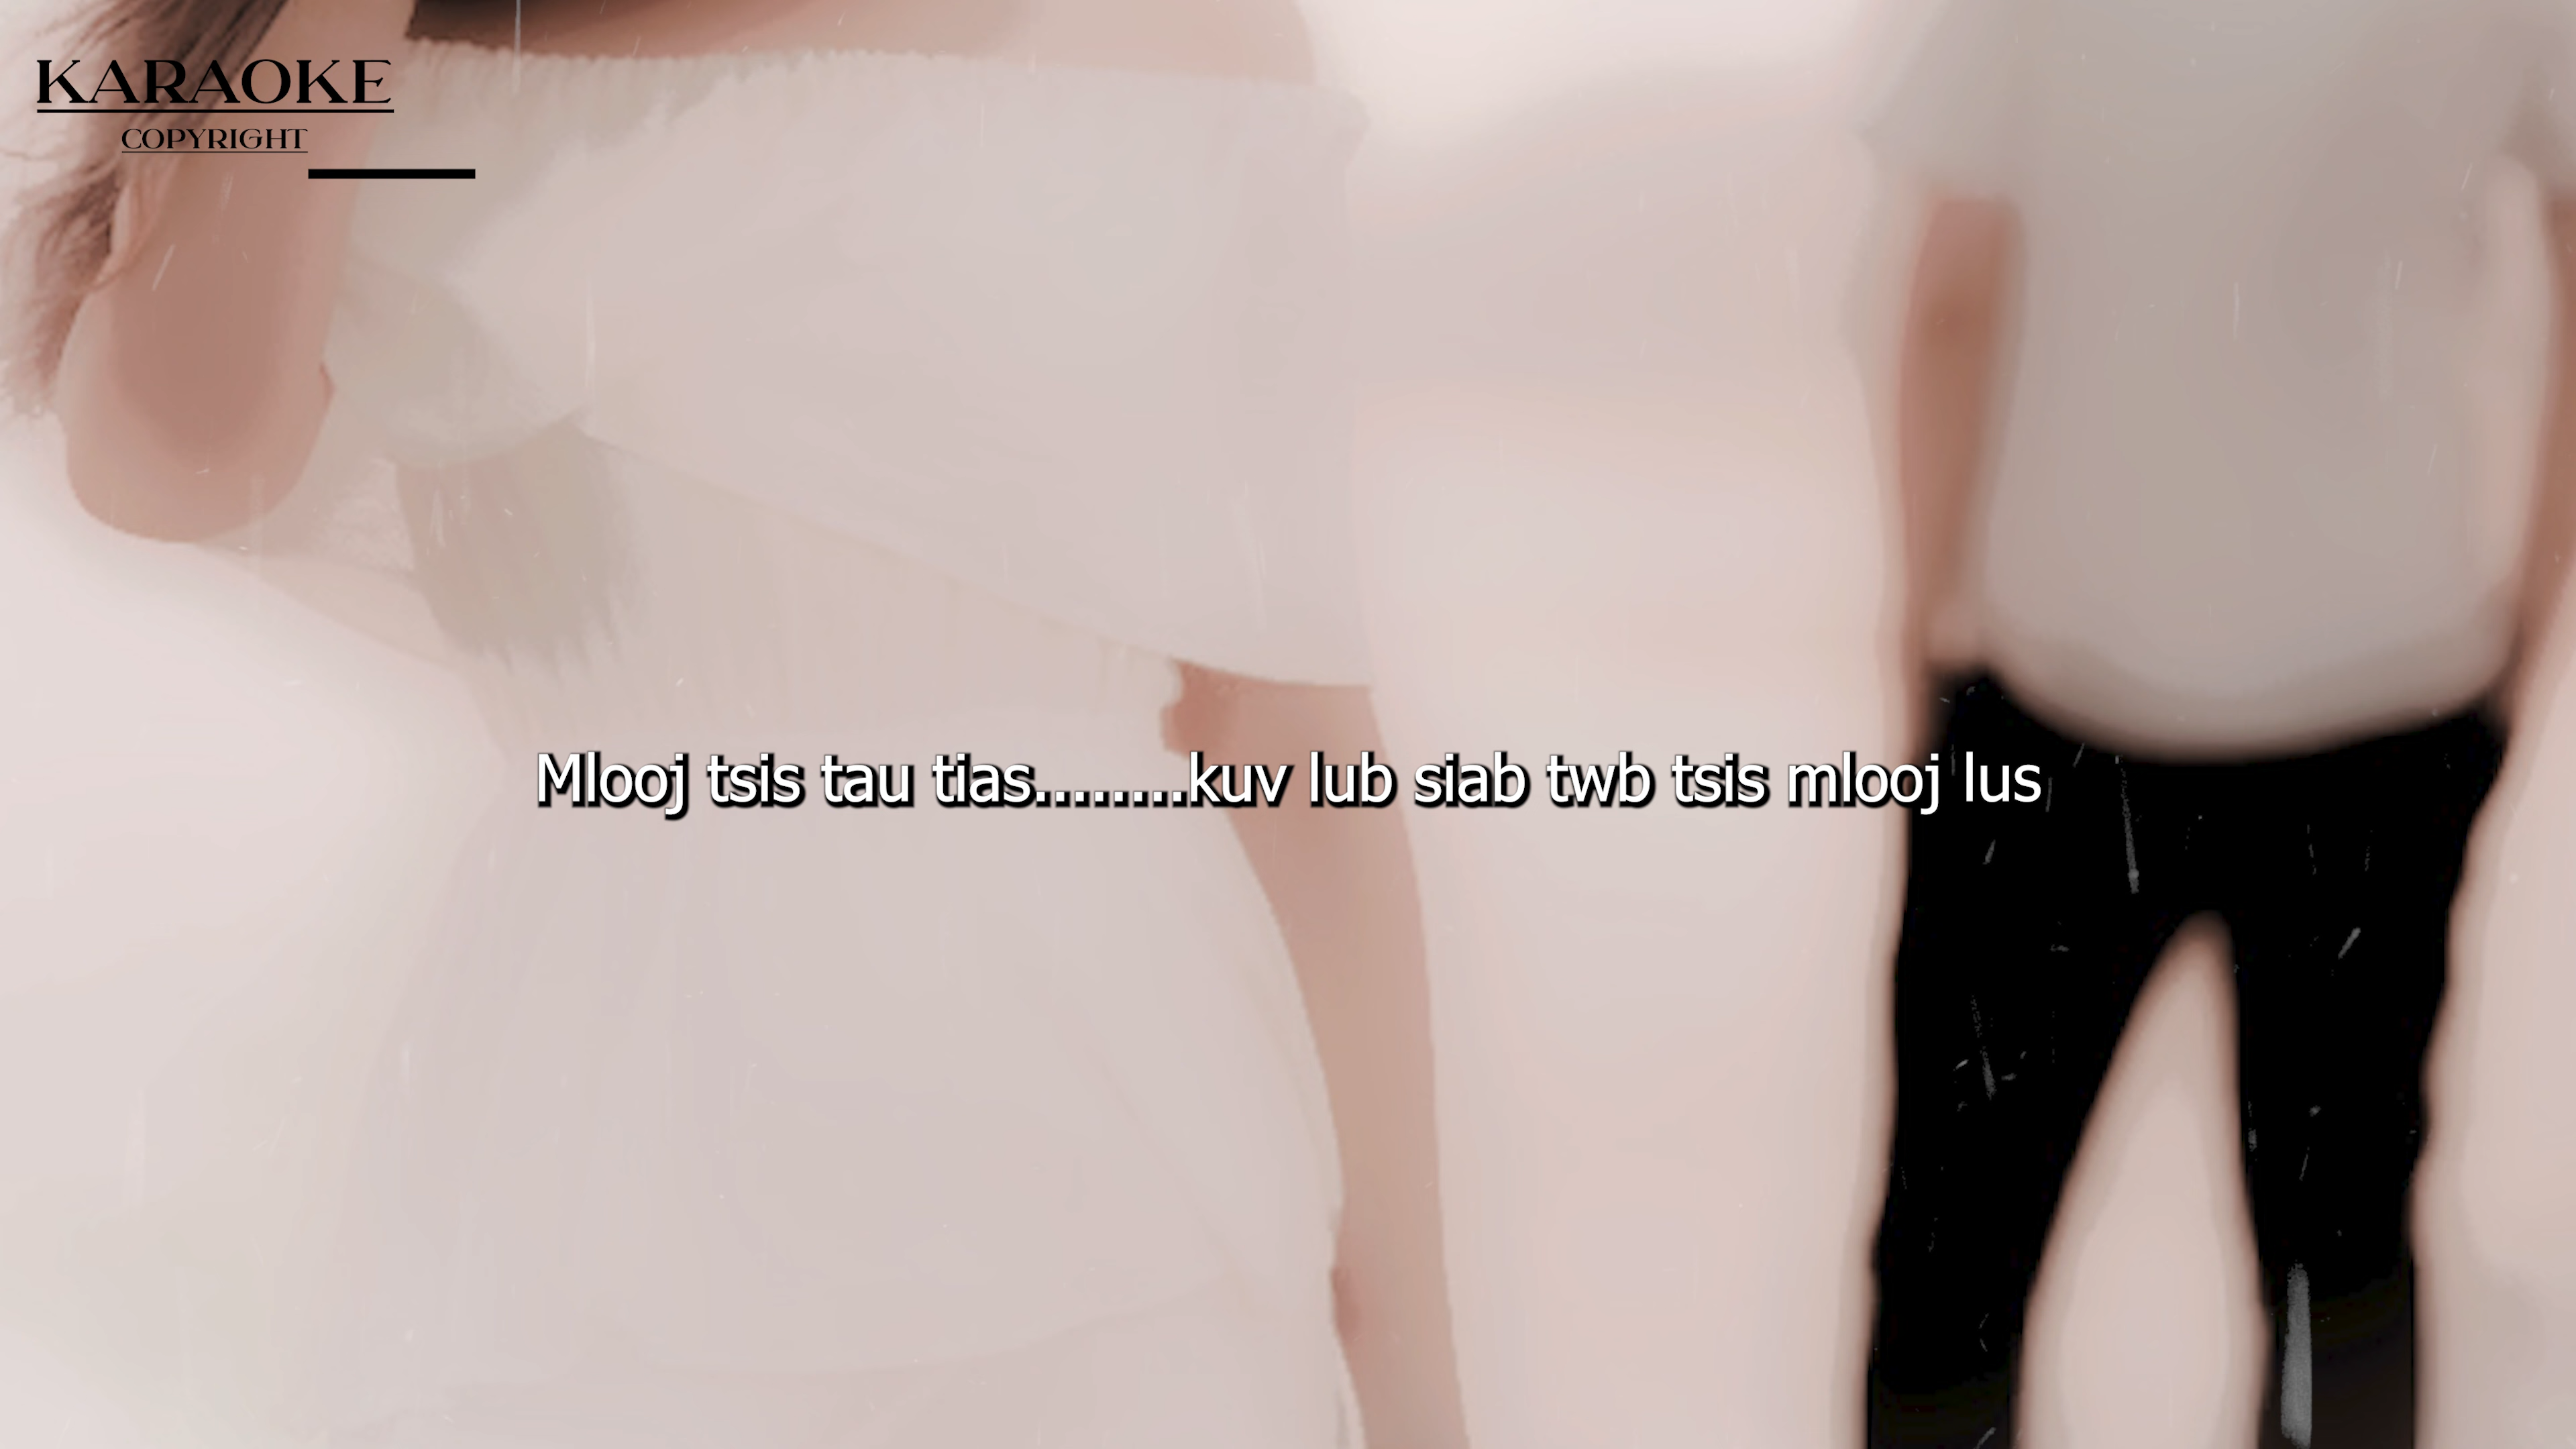 KARAOKE
COPYRIGHT
Mlooj tsis tau tias........kuv lub siab twb tsis mlooj lus